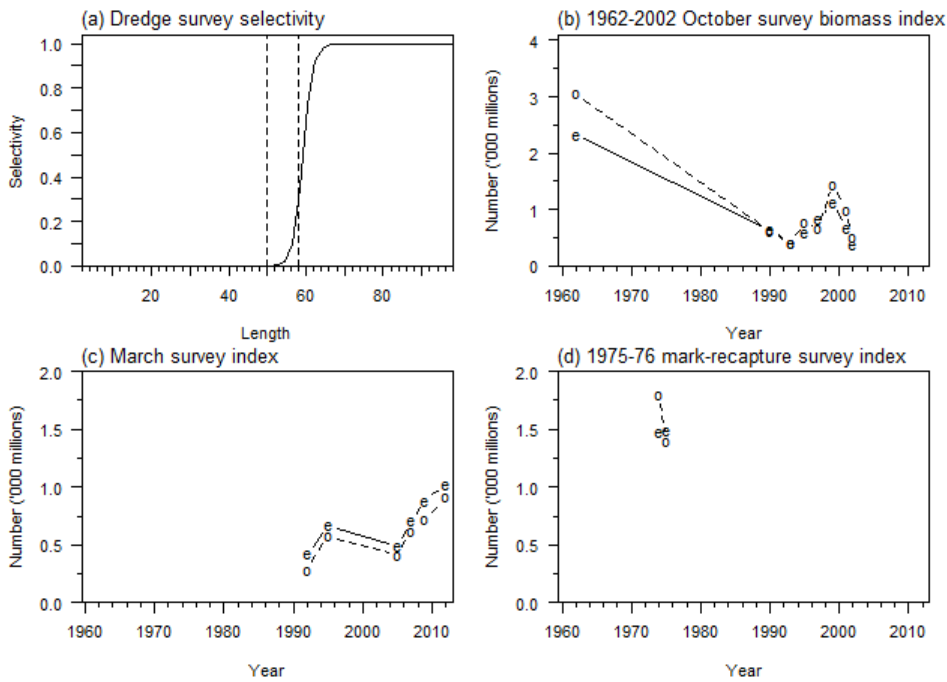 (a) Dredge survey selectivity
Selectivity
1.0
0.8
0.6
0.4
0.2
0.0
20 40 60 80
Length
(b) 1962-2002 October survey biomass index
Number ('000 millions)
4
3
2
1
0
o
e
e
o
e
o
o
e
e
o
o
e
o
e
o
e
1960 1970 1980 1990 2000 2010
Year
(c) March survey index
Number ('000 millions)
2.0
1.5
1.0
0.5
0.0
e
o
e
o
e
o
e
o
e
o
e
o
1960 1970 1980 1990 2000 2010
Year
(d) 1975-76 mark-recapture survey index
Number ('000 millions)
2.0
1.5
1.0
0.5
0.0
o
e
e
o
1960 1970 1980 1990 2000 2010
Year